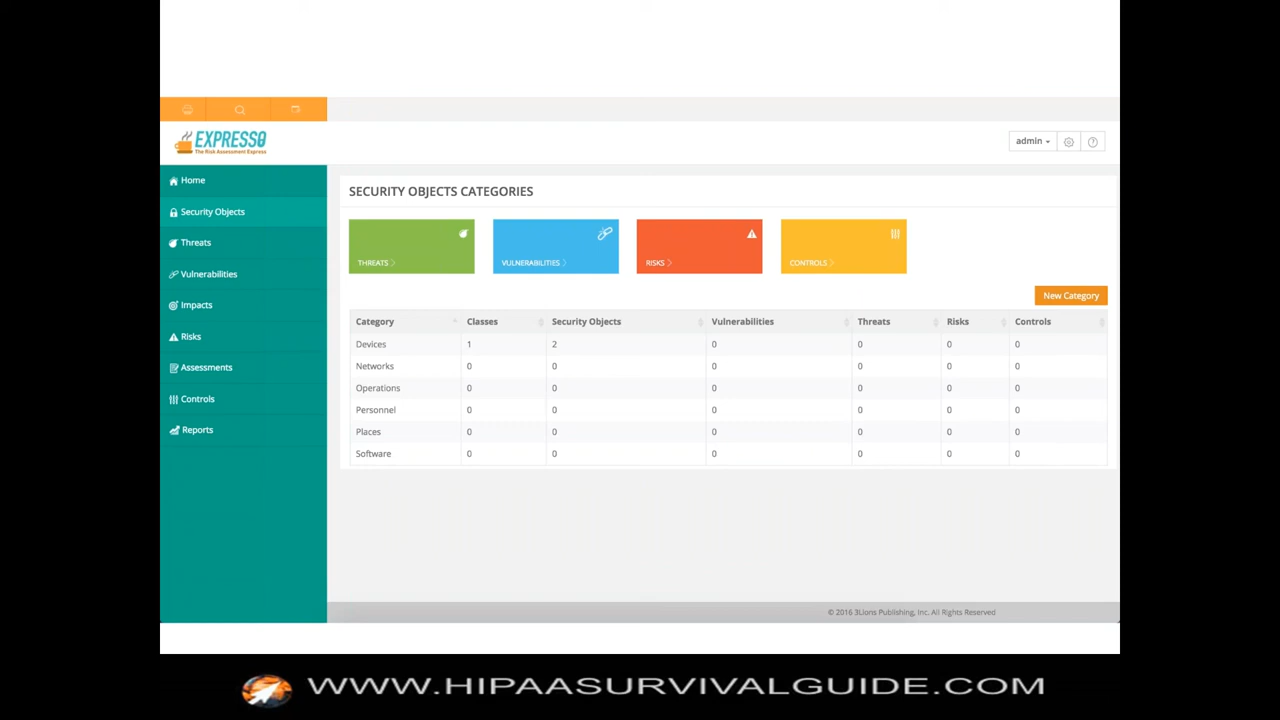 EXPRESSO
The Risk Assessment Express
admin
Home
Security Objects
Threats
Vulnerabilities
Impacts
Risks
Assessments
Controls
Reports
SECURITY OBJECTS CATEGORIES
THREATS VULNERABILITIES RISKS CONTROLS
New Category
Category Classes Security Objects Vulnerabilities Threats Risks Controls
Devices 1 2 0 0 0 0
Networks 0 0 0 0 0 0
Operations 0 0 0 0 0 0
Personnel 0 0 0 0 0 0
Places 0 0 0 0 0 0
Software 0 0 0 0 0 0
© 2016 3Lions Publishing, Inc. All Rights Reserved
WWW.HIPAASURVIVALGUIDE.COM